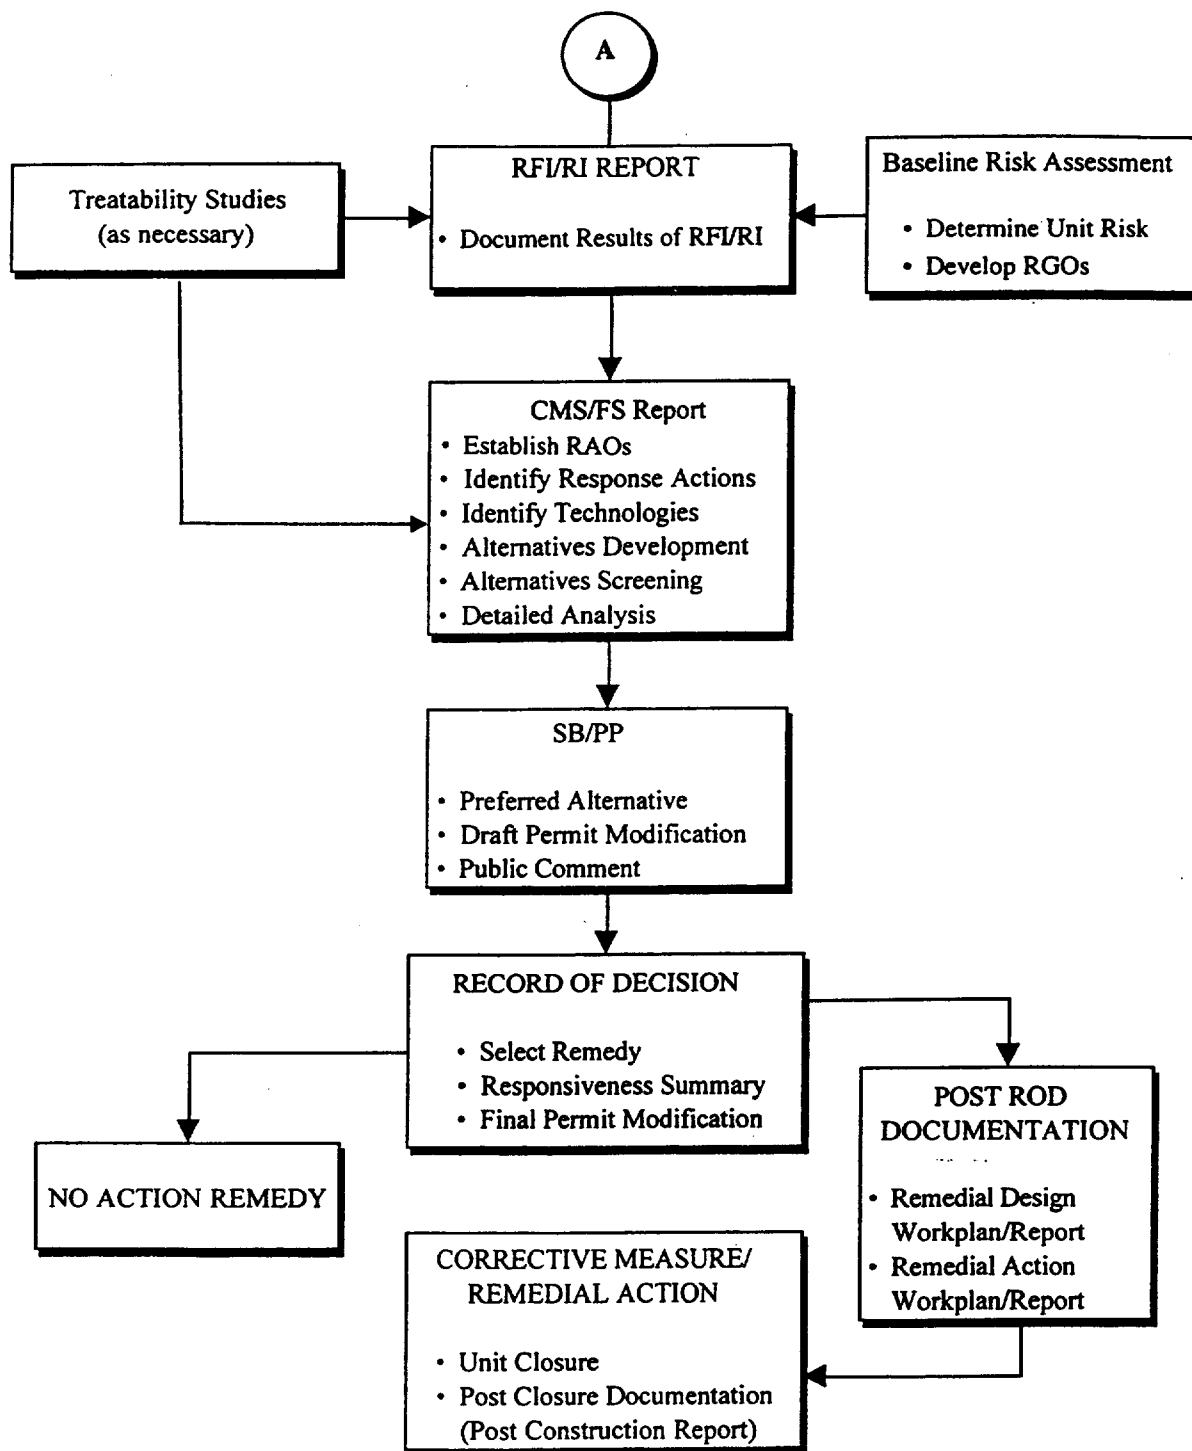 A
Treatability Studies
(as necessary)
RFI/RI REPORT
• Document Results of RFI/RI
Baseline Risk Assessment
• Determine Unit Risk
• Develop RGOs
CMS/FS Report
• Establish RAOs
• Identify Response Actions
• Identify Technologies
• Alternatives Development
• Alternatives Screening
• Detailed Analysis
SB/PP
• Preferred Alternative
• Draft Permit Modification
• Public Comment
RECORD OF DECISION
• Select Remedy
• Responsiveness Summary
• Final Permit Modification
NO ACTION REMEDY
POST ROD
DOCUMENTATION
• Remedial Design
Workplan/Report
• Remedial Action
Workplan/Report
CORRECTIVE MEASURE/
REMEDIAL ACTION
• Unit Closure
• Post Closure Documentation
(Post Construction Report)